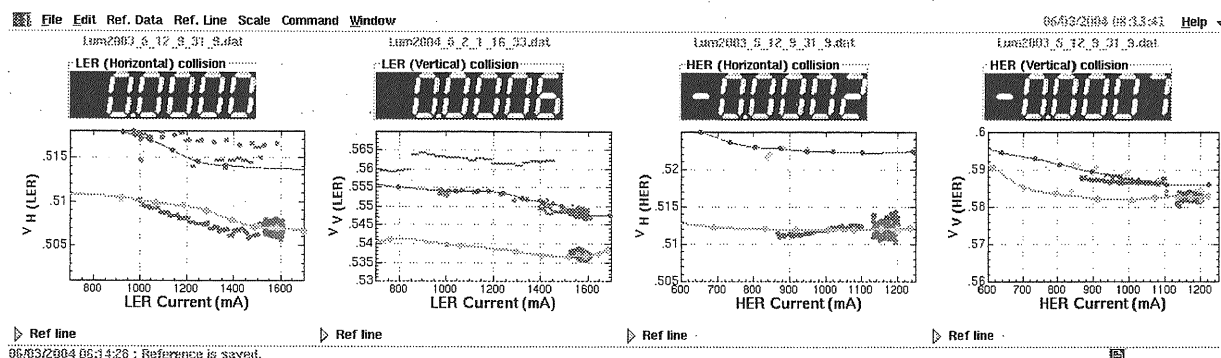 File Edit Ref. Data Ref. Line Scale Command Window 06/03/2004 08:33:41 Help
Lum2003_5_12_9_31_9.dat Lum2004_6_2_1_16_33.dat Lum2003_5_12_9_31_9.dat Lum2003_5_12_9_31_9.dat
LER (Horizontal) collision LER (Vertical) collision HER (Horizontal) collision HER (Vertical) collision
0.0000 0.0006 -0.0002 -0.0001
.515 .51 .505
ν H (LER)
800 1000 1200 1400 1600
LER Current (mA)
.565 .56 .555 .55 .545 .54 .535 .53
ν V (LER)
800 1000 1200 1400 1600
LER Current (mA)
.52 .515 .51 .505
ν H (HER)
600 700 800 900 1000 1100 1200
HER Current (mA)
.6 .59 .58 .57 .56
ν V (HER)
600 700 800 900 1000 1100 1200
HER Current (mA)
Ref line Ref line Ref line Ref line
06/03/2004 06:14:26 : Reference is saved.